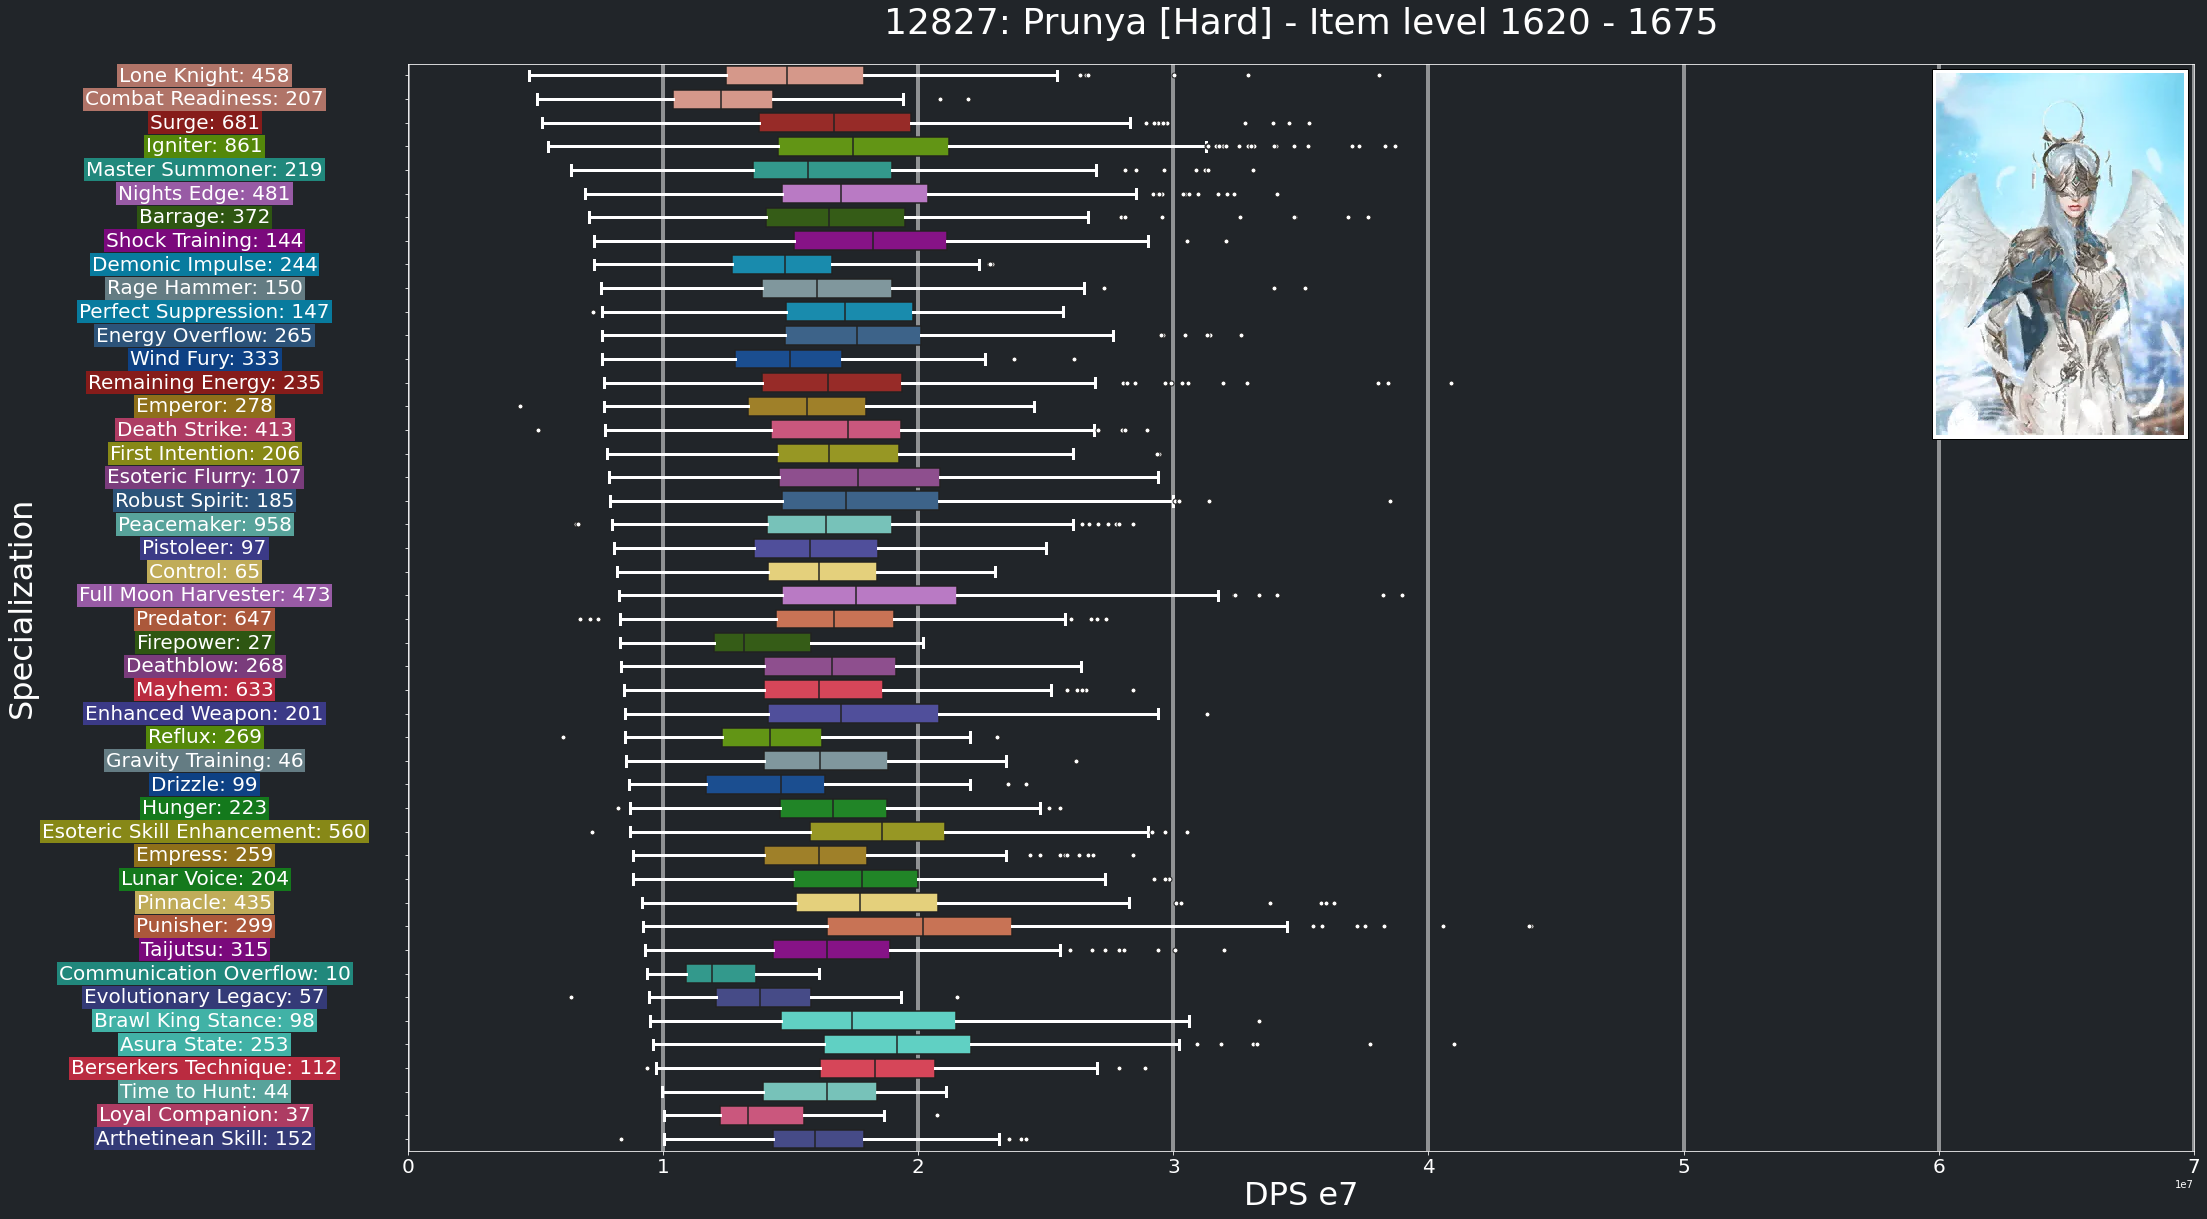 12827: Prunya [Hard] - Item level 1620 - 1675
Specialization
Lone Knight: 458
Combat Readiness: 207
Surge: 681
Igniter: 861
Master Summoner: 219
Nights Edge: 481
Barrage: 372
Shock Training: 144
Demonic Impulse: 244
Rage Hammer: 150
Perfect Suppression: 147
Energy Overflow: 265
Wind Fury: 333
Remaining Energy: 235
Emperor: 278
Death Strike: 413
First Intention: 206
Esoteric Flurry: 107
Robust Spirit: 185
Peacemaker: 958
Pistoleer: 97
Control: 65
Full Moon Harvester: 473
Predator: 647
Firepower: 27
Deathblow: 268
Mayhem: 633
Enhanced Weapon: 201
Reflux: 269
Gravity Training: 46
Drizzle: 99
Hunger: 223
Esoteric Skill Enhancement: 560
Empress: 259
Lunar Voice: 204
Pinnacle: 435
Punisher: 299
Taijutsu: 315
Communication Overflow: 10
Evolutionary Legacy: 57
Brawl King Stance: 98
Asura State: 253
Berserkers Technique: 112
Time to Hunt: 44
Loyal Companion: 37
Arthetinean Skill: 152
0 1 2 3 4 5 6 7
DPS e7
1e7